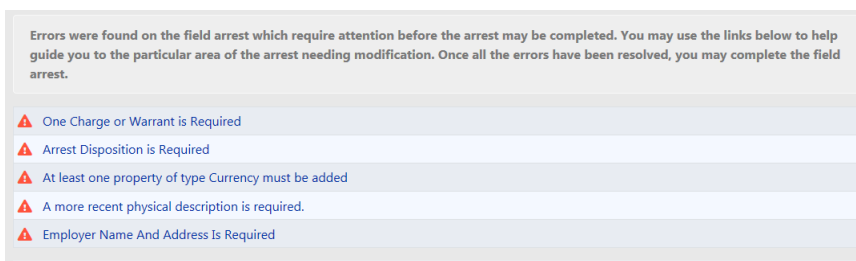 Errors were found on the field arrest which require attention before the arrest may be completed. You may use the links below to help
guide you to the particular area of the arrest needing modification. Once all the errors have been resolved, you may complete the field
arrest.
One Charge or Warrant is Required
Arrest Disposition is Required
At least one property of type Currency must be added
A more recent physical description is required.
Employer Name And Address Is Required